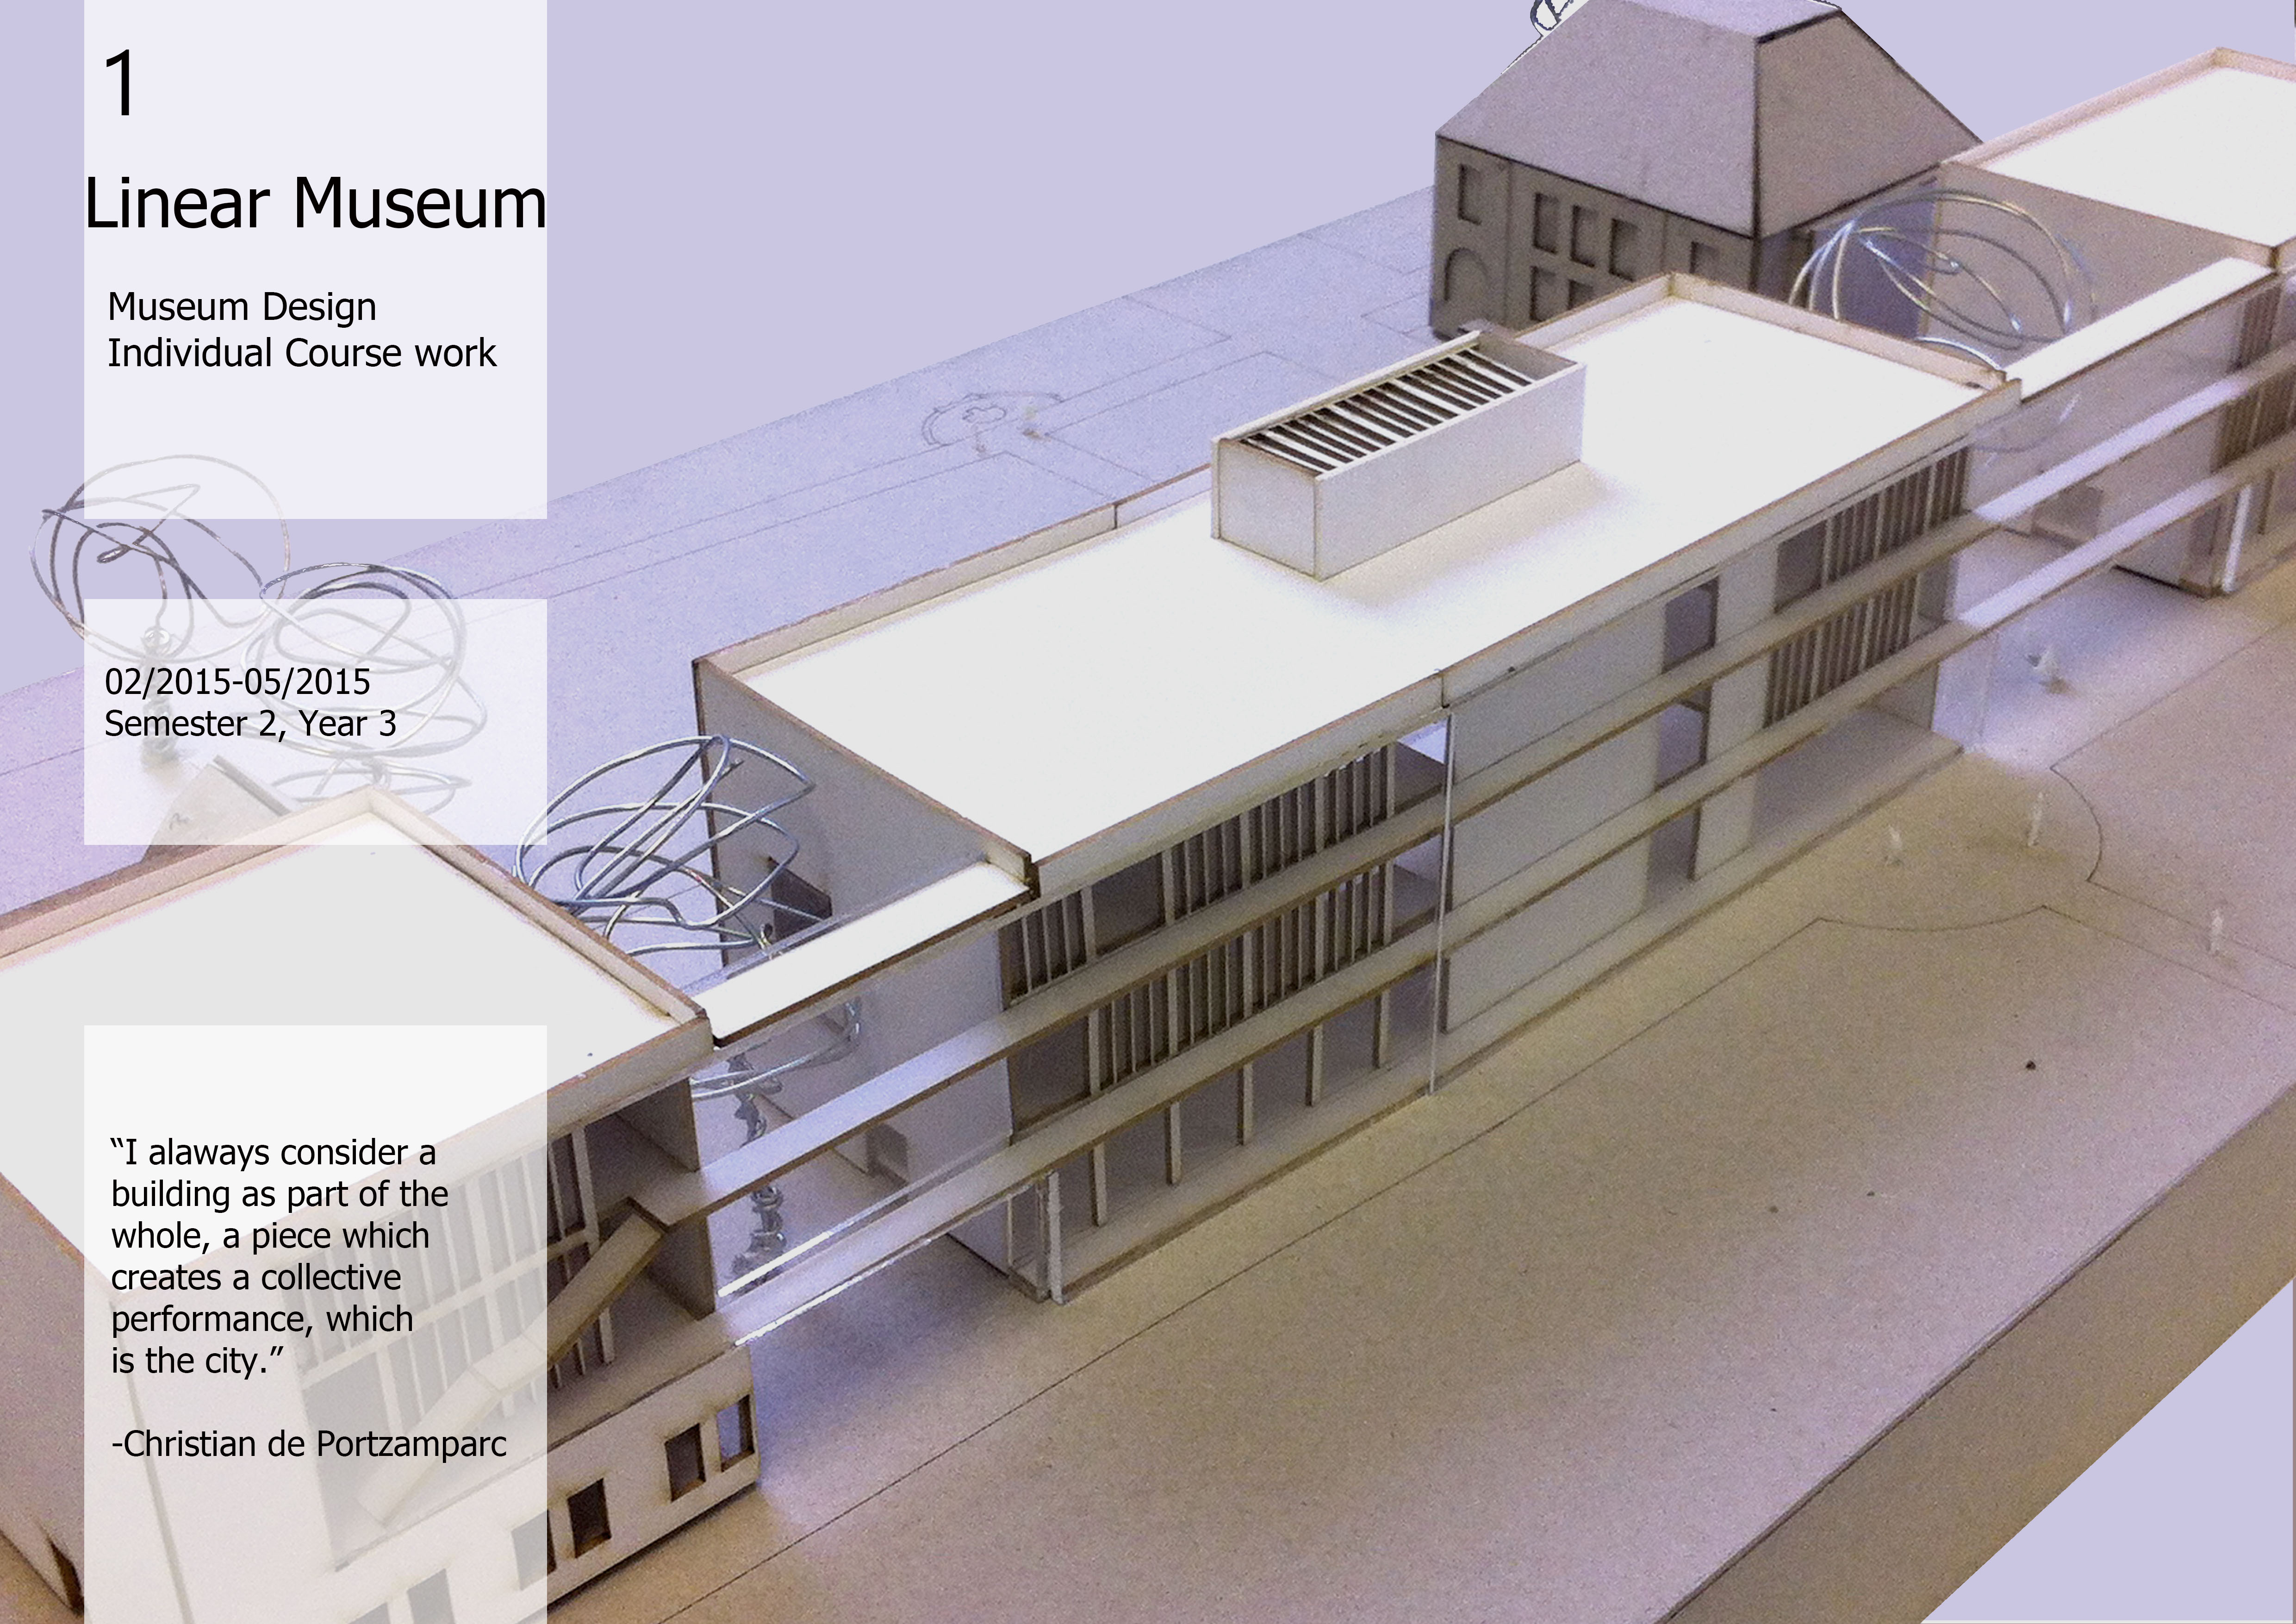 1
Linear Museum
Museum Design
Individual Course work
02/2015-05/2015
Semester 2, Year 3
“I alaways consider a
building as part of the
whole, a piece which
creates a collective
performance, which
is the city.”
-Christian de Portzamparc